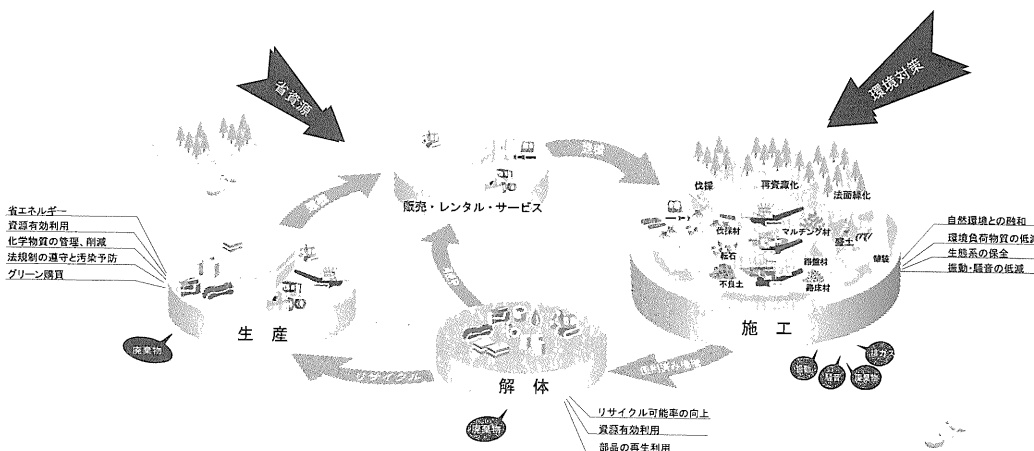 省資源
環境対策
販売・レンタル・サービス
伐採
再資源化
法面緑化
伐採材
マルチング材
盛土
転石
路盤材
舗装
不良土
路床材
省エネルギー
資源有効利用
化学物質の管理、削減
法規制の遵守と汚染予防
グリーン購買
自然環境との融和
環境負荷物質の低減
生態系の保全
振動・騒音の低減
生産
施工
廃棄物
リサイクル
解体
振動
騒音
廃棄物
排ガス
廃棄物
リサイクル可能率の向上
資源有効利用
部品の再生利用